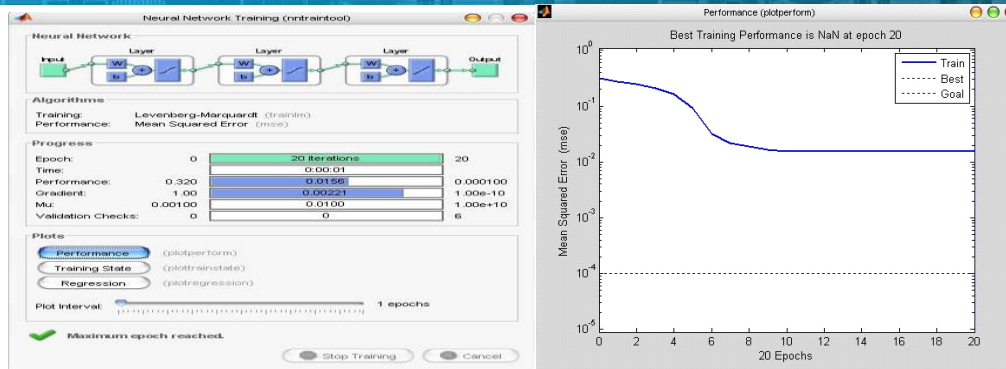 Neural Network Training (nntraintool)
Neural Network
Layer Layer Layer
Input W b + W b + W b + Output
Algorithms
Training: Levenberg-Marquardt (trainlm)
Performance: Mean Squared Error (mse)
Progress
Epoch: 0 20 iterations 20
Time: 0:00:01
Performance: 0.320 0.0156 0.000100
Gradient: 1.00 0.00221 1.00e-10
Mu: 0.00100 0.0100 1.00e+10
Validation Checks: 0 0 6
Plots
Performance (plotperform)
Training State (plottrainstate)
Regression (plotregression)
Plot Interval: 1 epochs
Maximum epoch reached.
Stop Training Cancel
Performance (plotperform)
Best Training Performance is NaN at epoch 20
Train
Best
Goal
Mean Squared Error (mse)
10^0
10^-1
10^-2
10^-3
10^-4
10^-5
0 2 4 6 8 10 12 14 16 18 20
20 Epochs